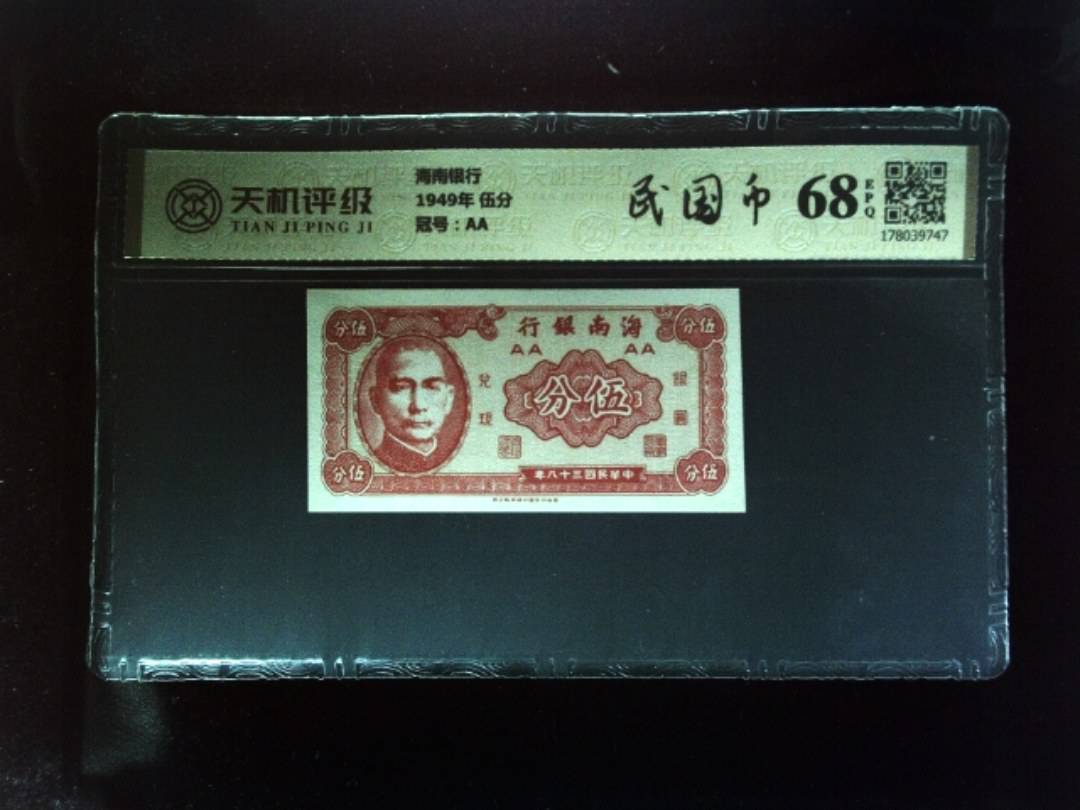 天机评级
TIAN JI PING JI
海南银行
1949年 伍分
冠号：AA
民国币
68
EPQ
178039747
行銀南海
AA AA
分伍
分伍
兌現
分伍
銀圓
年八十三國民華中
分伍
分伍